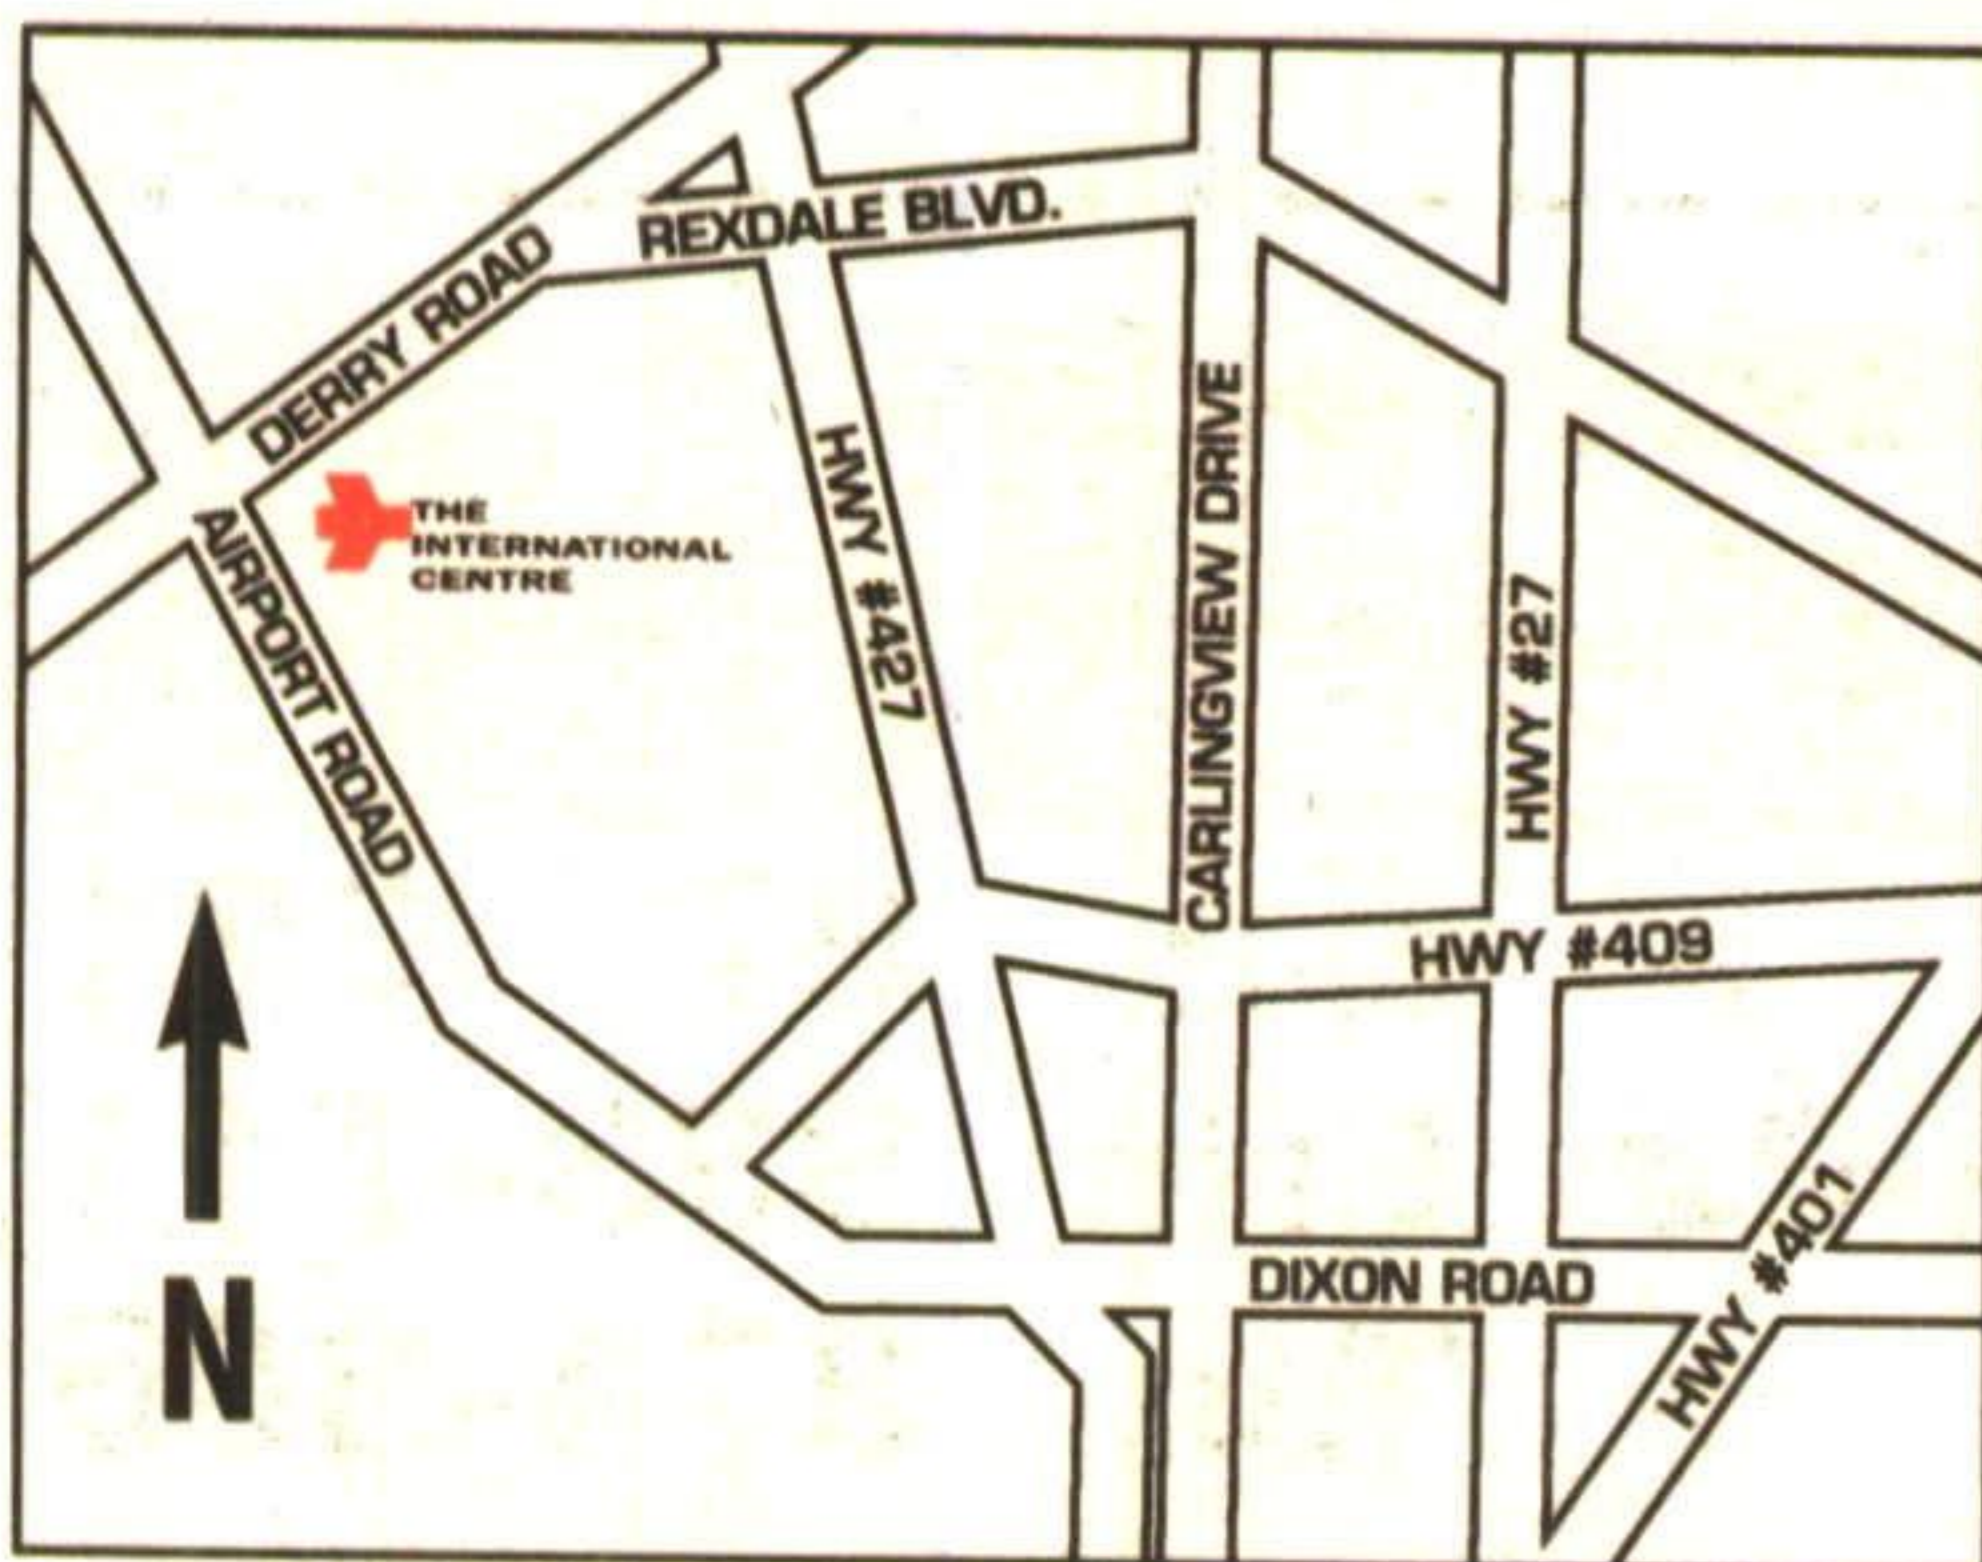 REXDALE BLVD.
DERRY ROAD
THE
INTERNATIONAL
CENTRE
AIRPORT ROAD
HWY #427
CARLINGVIEW DRIVE
HWY #27
HWY #409
DIXON ROAD
HWY #401
N